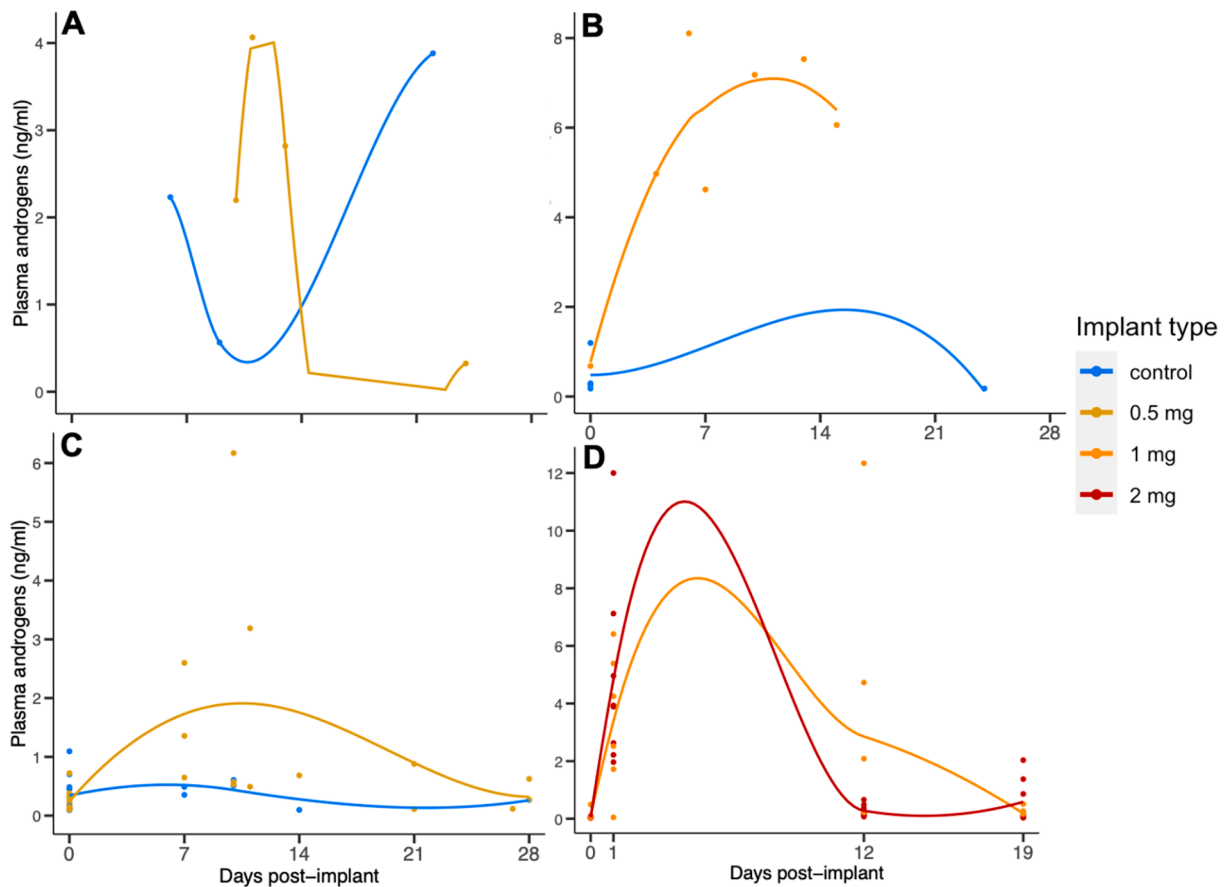 A
B
Plasma androgens (ng/ml)
4
3
2
1
0
8
6
4
2
0
0
7
14
21
28
Implant type
control
0.5 mg
1 mg
2 mg
C
D
Plasma androgens (ng/ml)
6
5
4
3
2
1
0
12
10
8
6
4
2
0
0
7
14
21
28
0
1
12
19
Days post-implant
Days post-implant